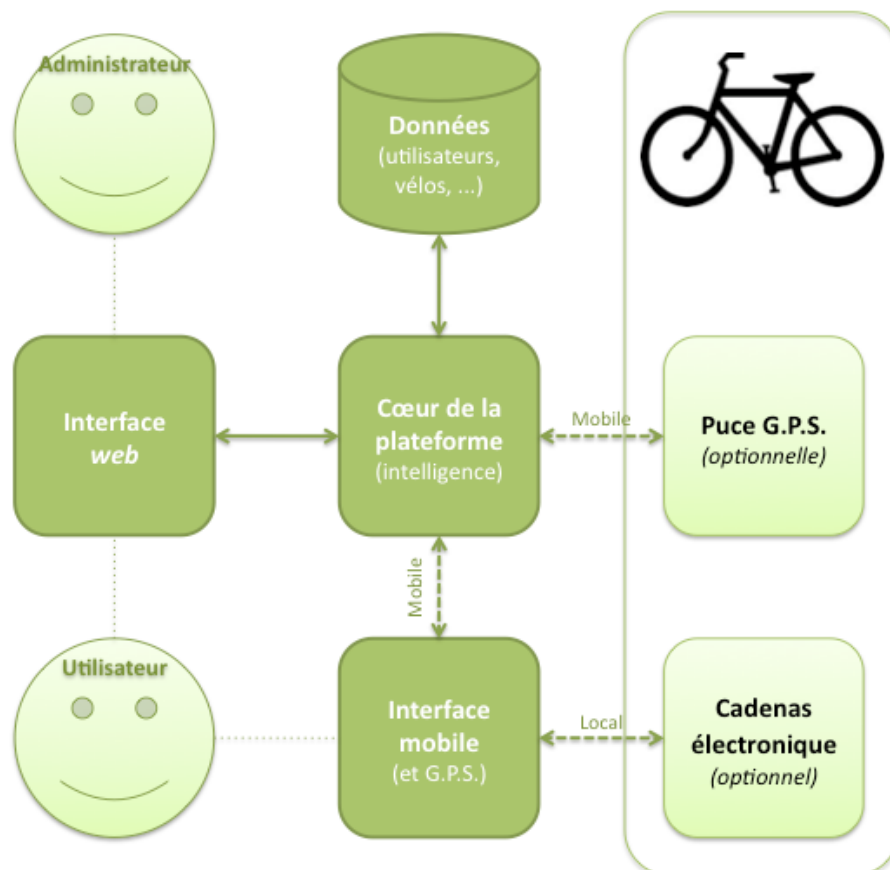 Administrateur
Données
(utilisateurs,
vélos, ...)
Interface
web
Cœur de la
plateforme
(intelligence)
Mobile
Puce G.P.S.
(optionnelle)
Mobile
Utilisateur
Interface
mobile
(et G.P.S.)
Local
Cadenas
électronique
(optionnel)